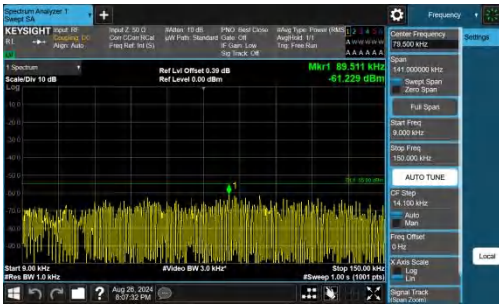 Spectrum Analyzer 1
Swept SA
Frequency
KEYSIGHT
Input: RF
Coupling: DC
Align: Auto
Input Z: 50 Ω
Corr CCorr RCal
Freq Ref: Int (S)
#Atten: 10 dB
µW Path: Standard
PNO: Best Close
Gate: Off
IF Gain: Low
Sig Track: Off
#Avg Type: Power (RMS)
Avg|Hold: 1/1
Trig: Free Run
1 2 3 4 5
A W W W W W
A A A A A A
1 Spectrum
Scale/Div 10 dB
Log
Ref Lvl Offset 0.39 dB
Ref Level 0.00 dBm
Mkr1 89.511 kHz
-61.229 dBm
1
Start 9.00 kHz
#Res BW 1.0 kHz
#Video BW 3.0 kHz*
Stop 150.00 kHz
#Sweep 1.00 s (1001 pts)
Aug 26, 2024
8:07:32 PM
Center Frequency
79.500 kHz
Settings
Span
141.000000 kHz
Swept Span
Zero Span
Full Span
Start Freq
9.000 kHz
Stop Freq
150.000 kHz
AUTO TUNE
CF Step
14.100 kHz
Auto
Man
Freq Offset
0 Hz
X Axis Scale
Log
Lin
Signal Track
(Span Zoom)
Local